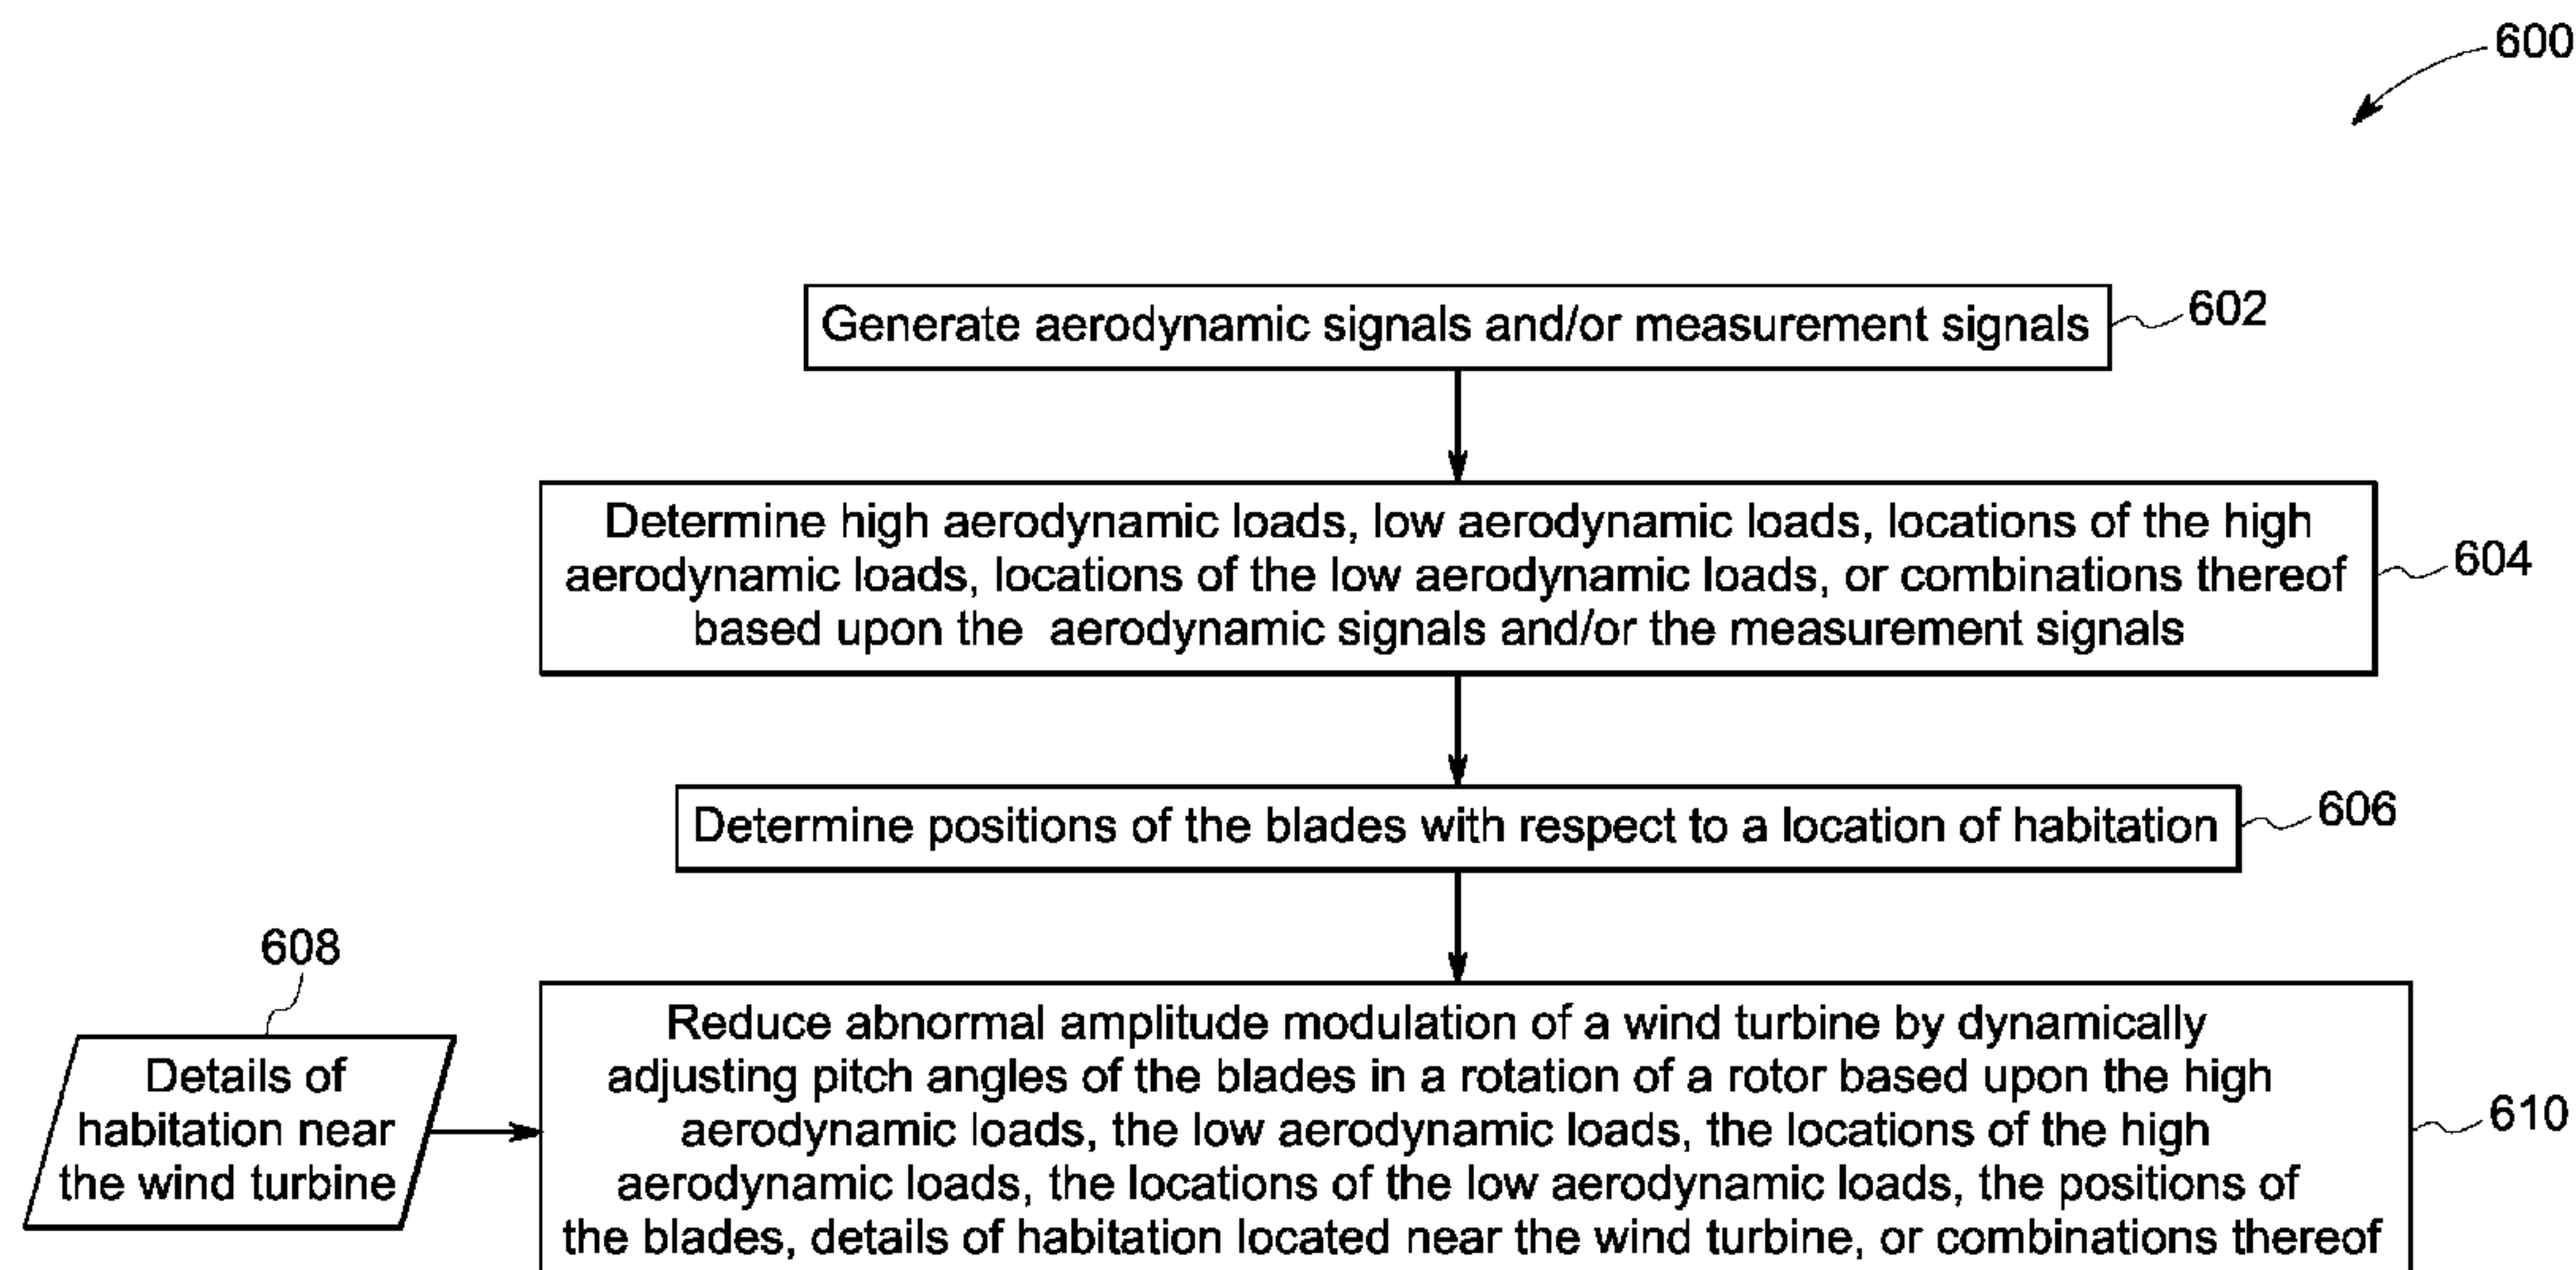 600
Generate aerodynamic signals and/or measurement signals
602
Determine high aerodynamic loads, low aerodynamic loads, locations of the high
aerodynamic loads, locations of the low aerodynamic loads, or combinations thereof
based upon the aerodynamic signals and/or the measurement signals
604
Determine positions of the blades with respect to a location of habitation
606
608
Details of
habitation near
the wind turbine
Reduce abnormal amplitude modulation of a wind turbine by dynamically
adjusting pitch angles of the blades in a rotation of a rotor based upon the high
aerodynamic loads, the low aerodynamic loads, the locations of the high
aerodynamic loads, the locations of the low aerodynamic loads, the positions of
the blades, details of habitation located near the wind turbine, or combinations thereof
610